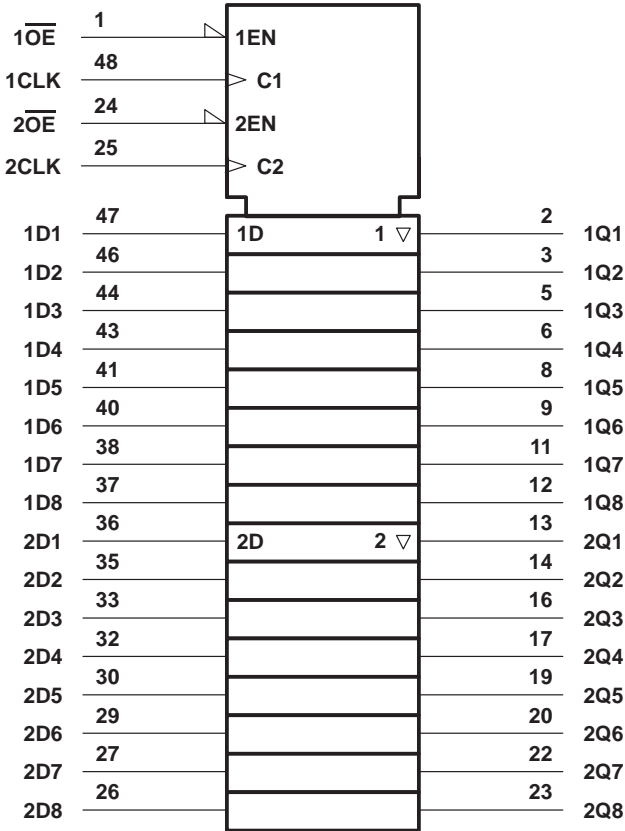 1O̅E̅ 1 1EN
1CLK 48 C1
2O̅E̅ 24 2EN
2CLK 25 C2
1D1 47 1D 1 ▽ 2 1Q1
1D2 46 3 1Q2
1D3 44 5 1Q3
1D4 43 6 1Q4
1D5 41 8 1Q5
1D6 40 9 1Q6
1D7 38 11 1Q7
1D8 37 12 1Q8
2D1 36 2D 2 ▽ 13 2Q1
2D2 35 14 2Q2
2D3 33 16 2Q3
2D4 32 17 2Q4
2D5 30 19 2Q5
2D6 29 20 2Q6
2D7 27 22 2Q7
2D8 26 23 2Q8